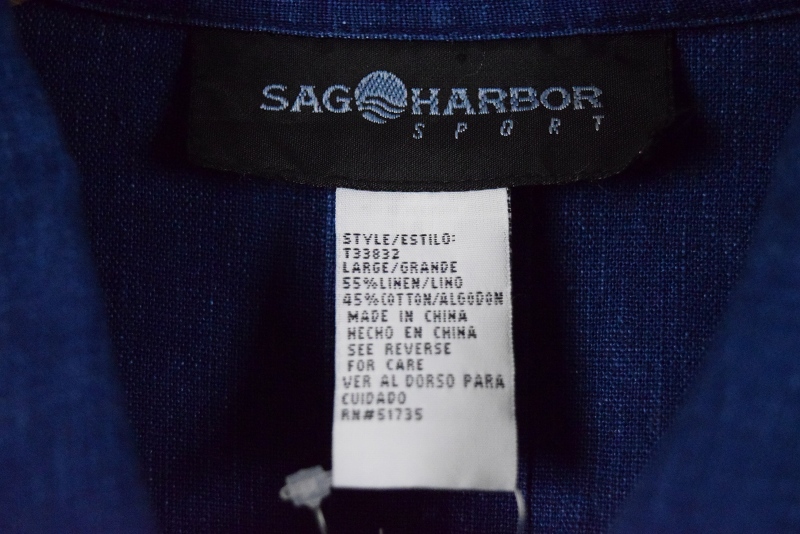 SAG HARBOR
SPORT
STYLE/ESTILO:
T33832
LARGE/GRANDE
55%LINEN/LINO
45%COTTON/ALGODON
MADE IN CHINA
HECHO EN CHINA
SEE REVERSE
FOR CARE
VER AL DORSO PARA
CUIDADO
RN#51735